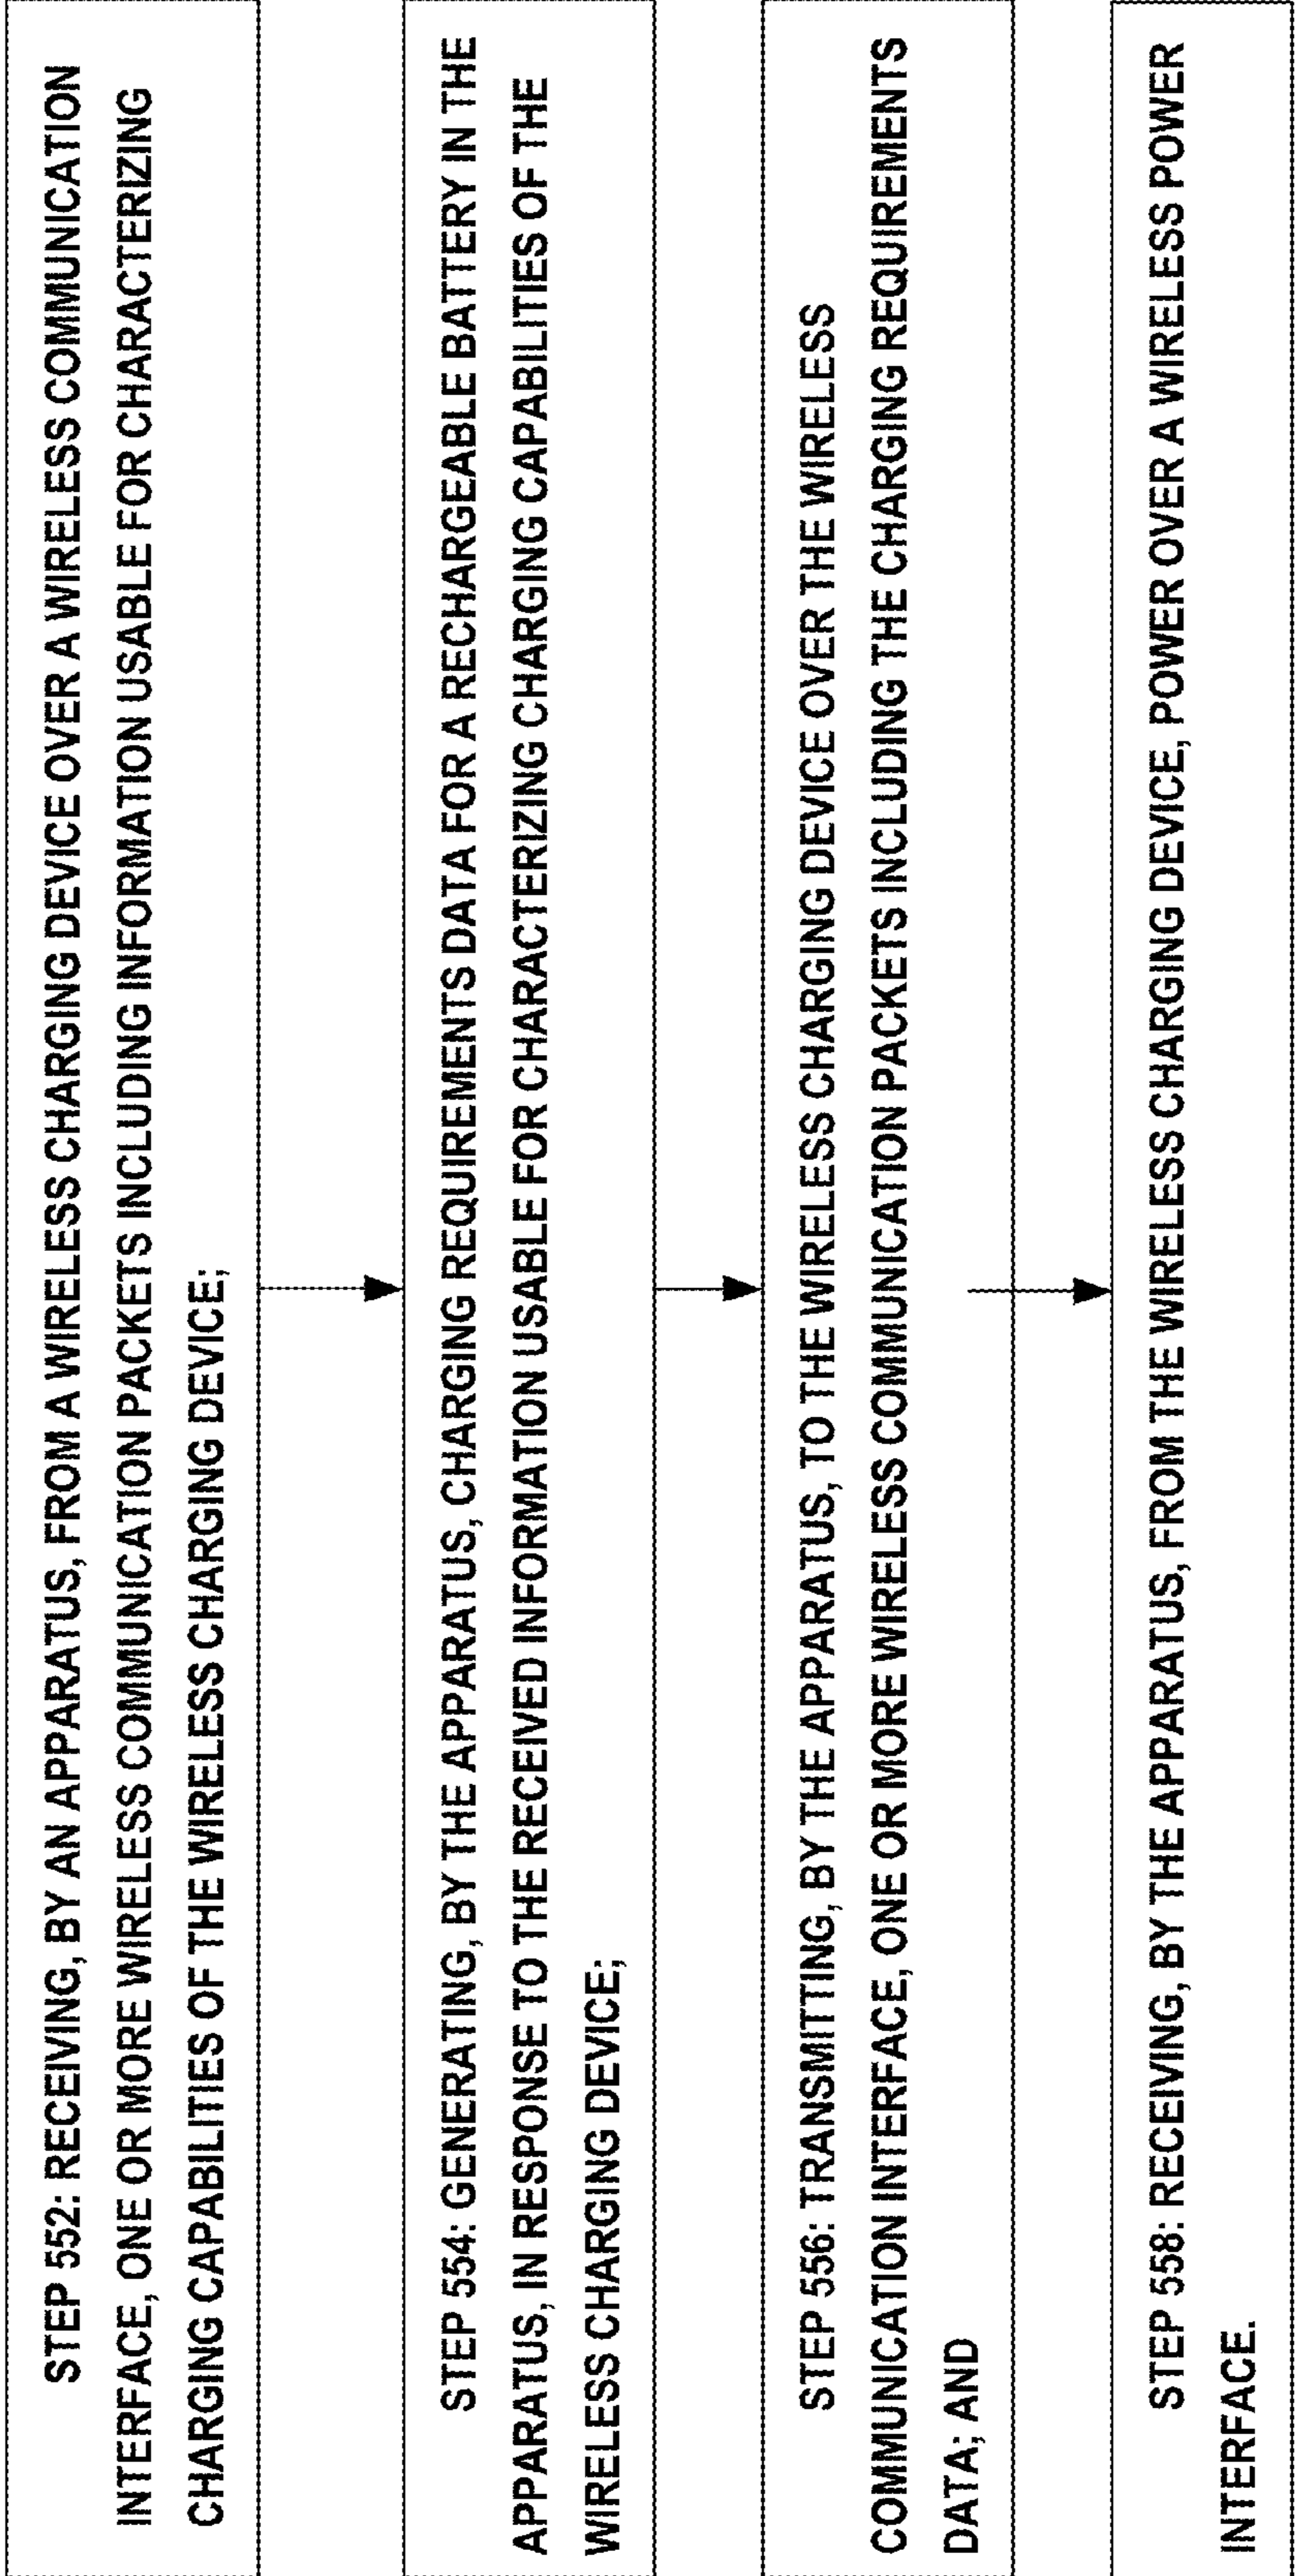 STEP 552: RECEIVING, BY AN APPARATUS, FROM A WIRELESS CHARGING DEVICE OVER A WIRELESS COMMUNICATION
INTERFACE, ONE OR MORE WIRELESS COMMUNICATION PACKETS INCLUDING INFORMATION USABLE FOR CHARACTERIZING
CHARGING CAPABILITIES OF THE WIRELESS CHARGING DEVICE;
STEP 554: GENERATING, BY THE APPARATUS, CHARGING REQUIREMENTS DATA FOR A RECHARGEABLE BATTERY IN THE
APPARATUS, IN RESPONSE TO THE RECEIVED INFORMATION USABLE FOR CHARACTERIZING CHARGING CAPABILITIES OF THE
WIRELESS CHARGING DEVICE;
STEP 556: TRANSMITTING, BY THE APPARATUS, TO THE WIRELESS CHARGING DEVICE OVER THE WIRELESS
COMMUNICATION INTERFACE, ONE OR MORE WIRELESS COMMUNICATION PACKETS INCLUDING THE CHARGING REQUIREMENTS
DATA; AND
STEP 558: RECEIVING, BY THE APPARATUS, FROM THE WIRELESS CHARGING DEVICE, POWER OVER A WIRELESS POWER
INTERFACE.